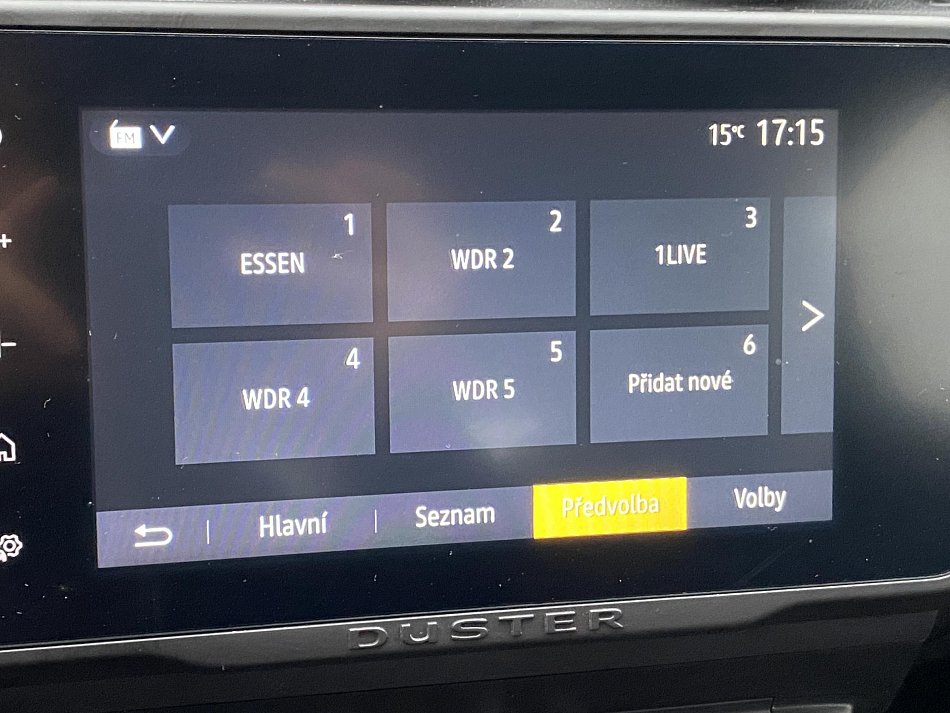 FM 15°C 17:15
1 2 3
ESSEN WDR 2 1LIVE
4 5 6
WDR 4 WDR 5 Přidat nové
Hlavní Seznam Předvolba Volby
DUSTER